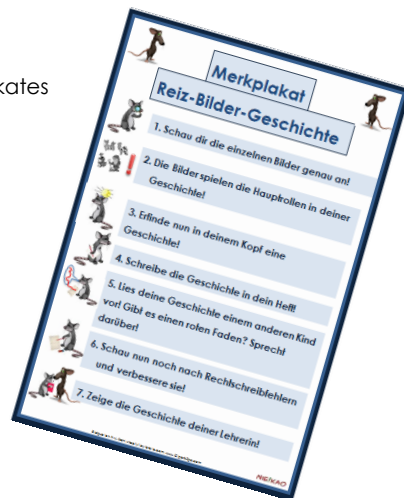 kates
Merkplakat
Reiz-Bilder-Geschichte
1. Schau dir die einzelnen Bilder genau an!
2. Die Bilder spielen die Hauptrollen in deiner
Geschichte!
3. Erfinde nun in deinem Kopf eine
Geschichte!
4. Schreibe die Geschichte in dein Heft!
5. Lies deine Geschichte einem anderen Kind
vor! Gibt es einen roten Faden? Sprecht
darüber!
6. Schau nun noch nach Rechtschreibfehlern
und verbessere sie!
7. Zeige die Geschichte deiner Lehrerin!